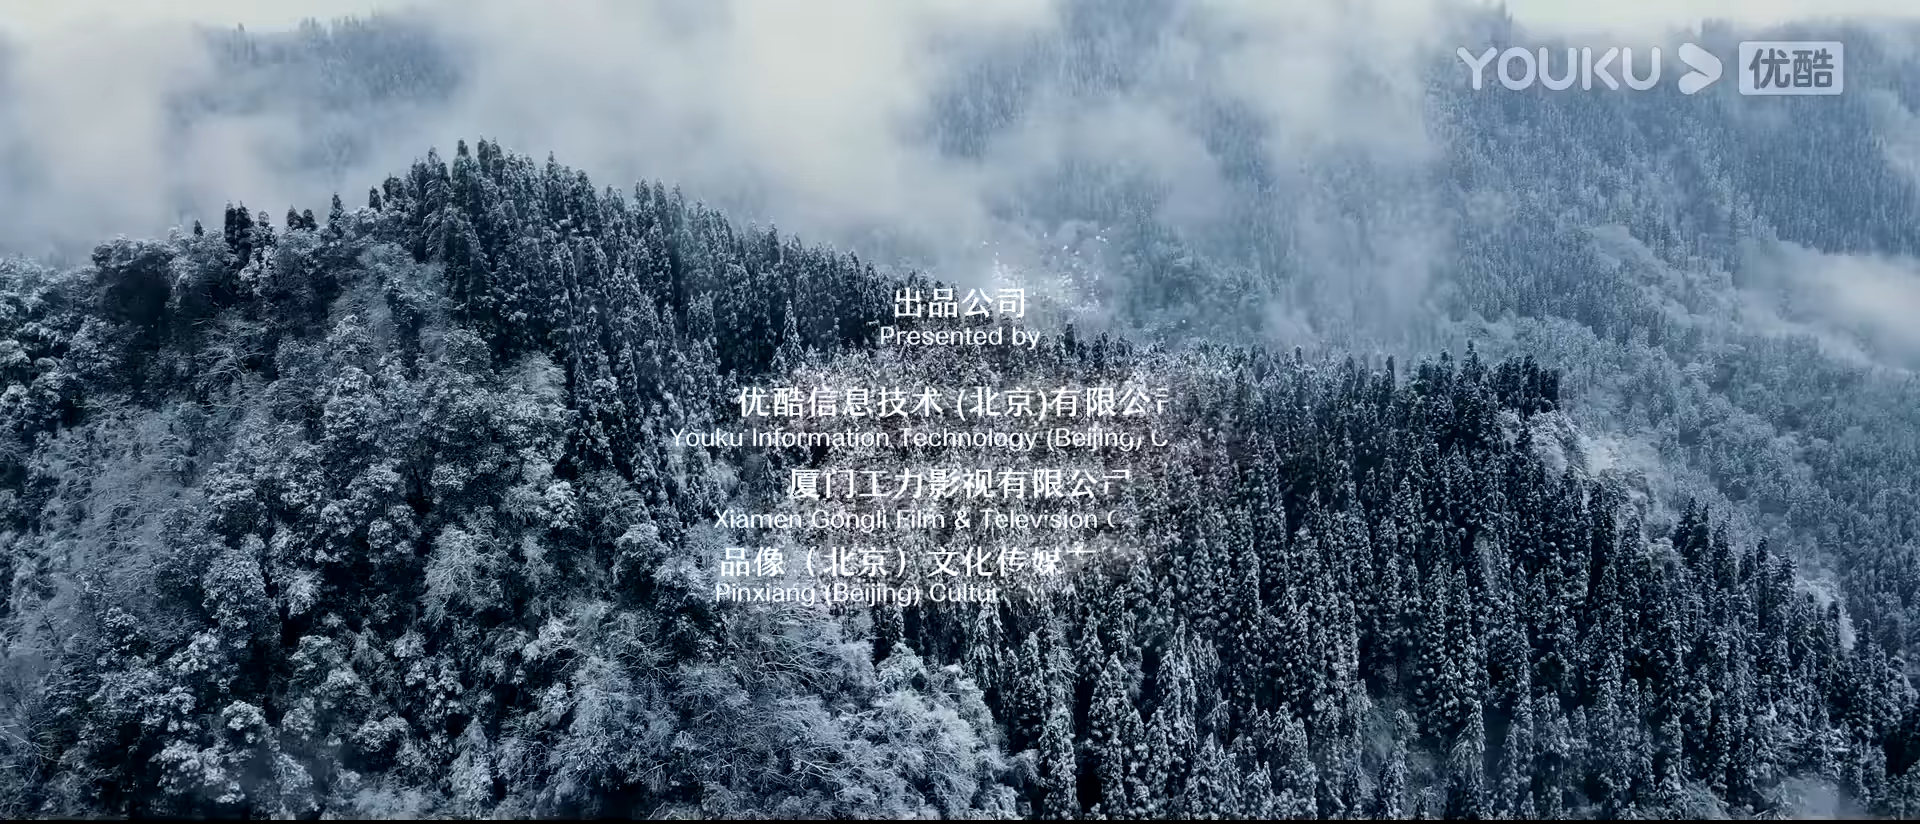 YOUKU 优酷
出品公司
Presented by
优酷信息技术 (北京)有限公司
Youku Information Technology (Beijing)
厦门工力影视有限公司
Xiamen Gongli Film & Television
品像（北京）文化传媒
Pinxiang (Beijing)